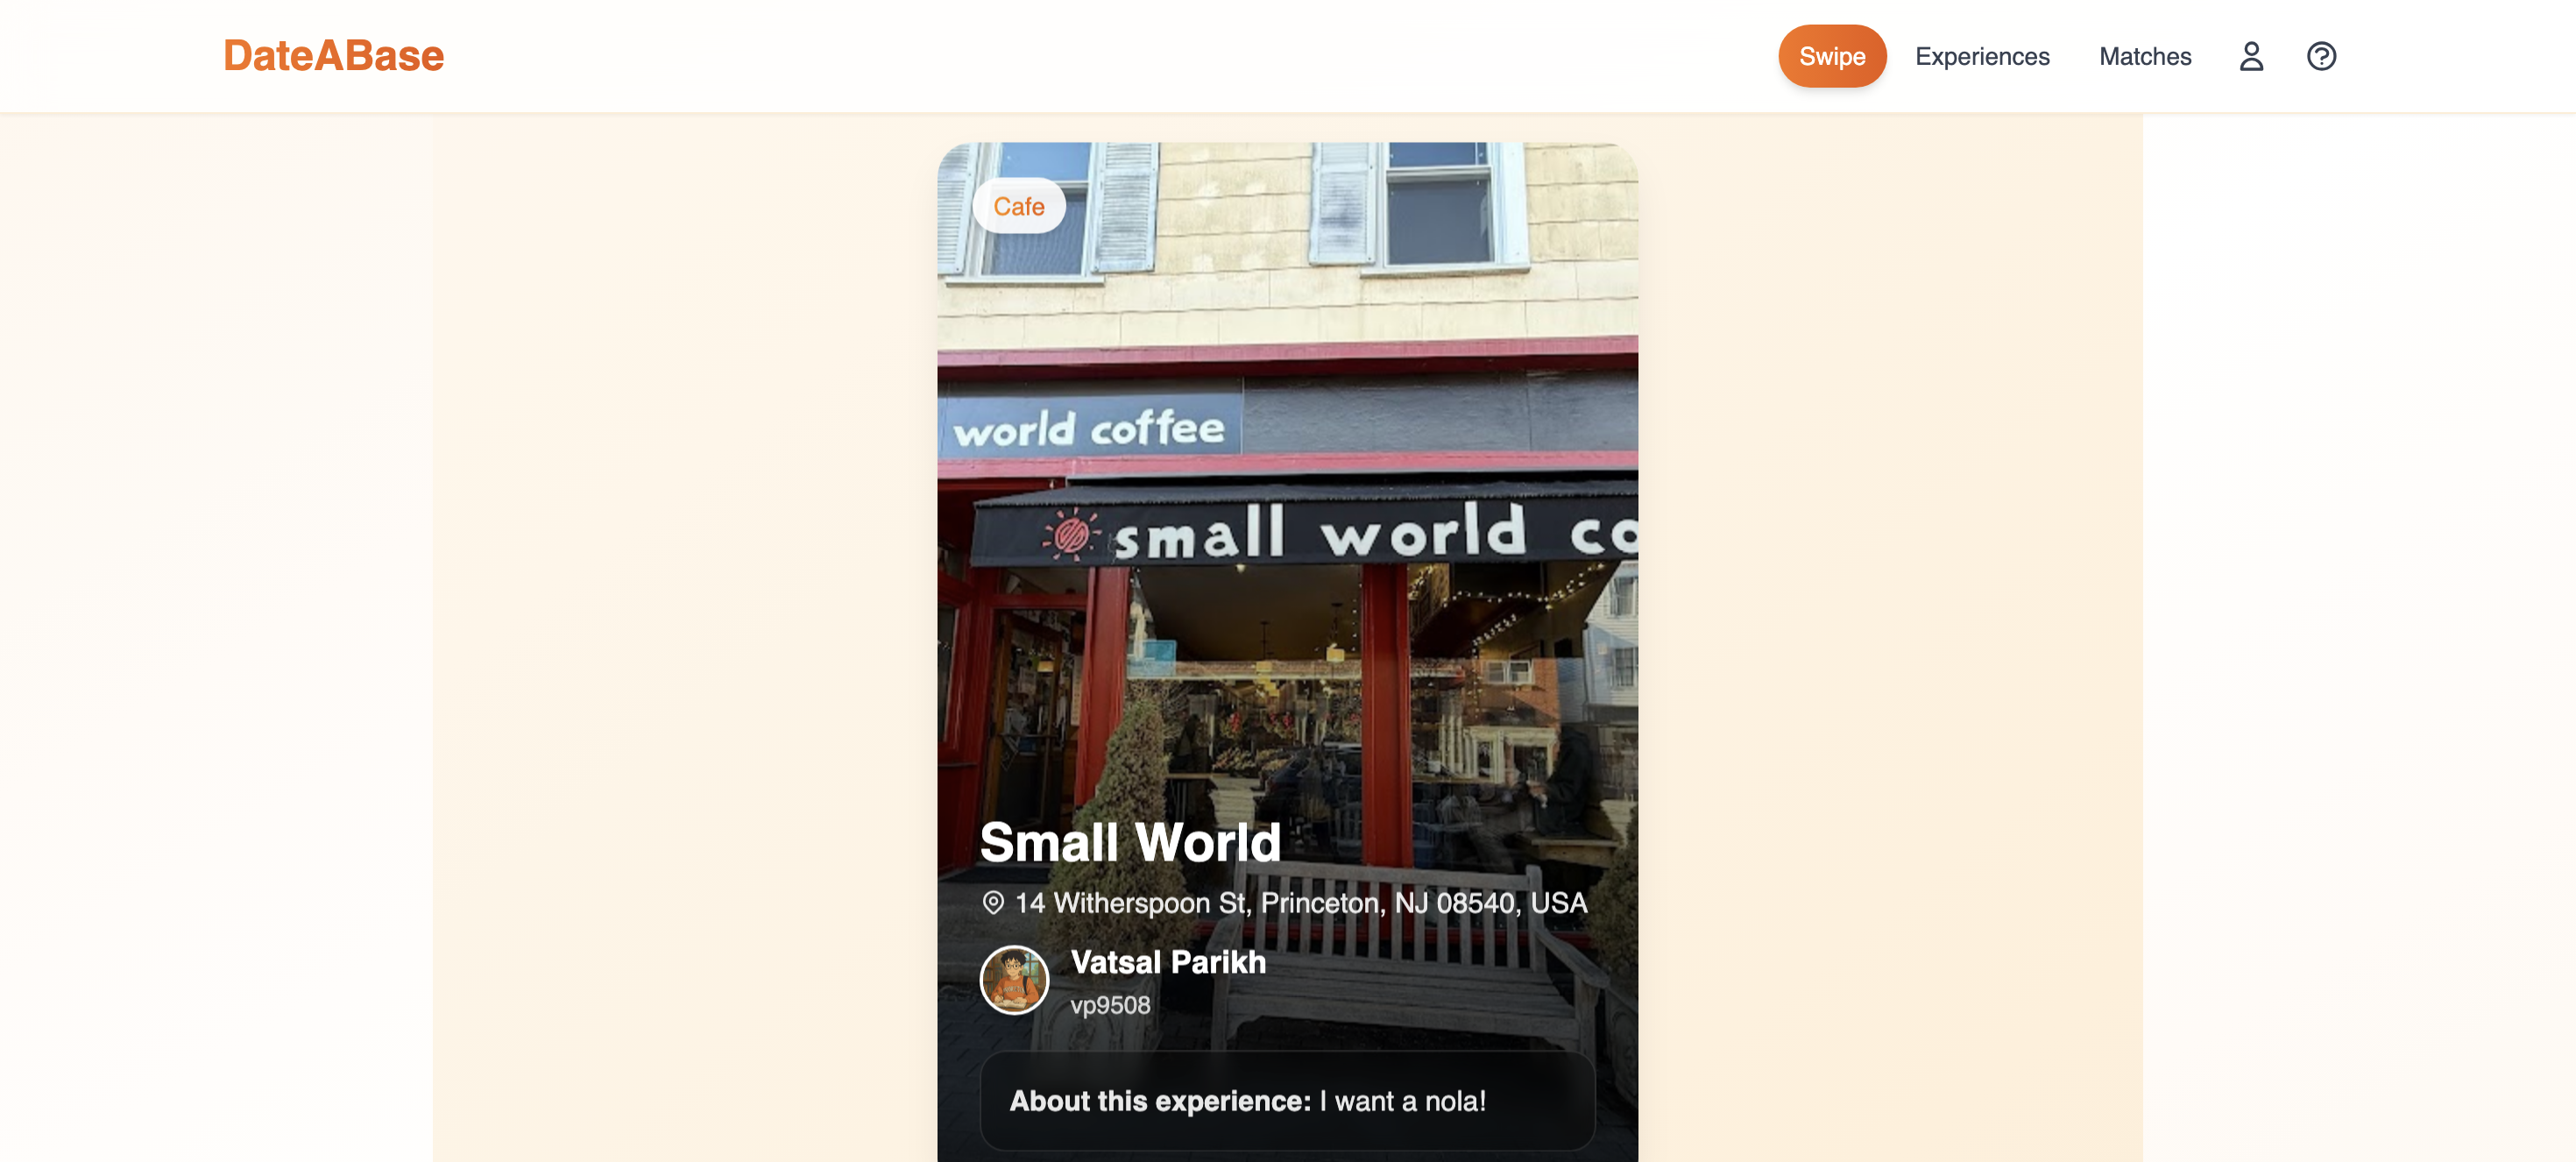 DateABase
Swipe Experiences Matches
Cafe
world coffee
small world co
Small World
14 Witherspoon St, Princeton, NJ 08540, USA
Vatsal Parikh
vp9508
About this experience: I want a nola!